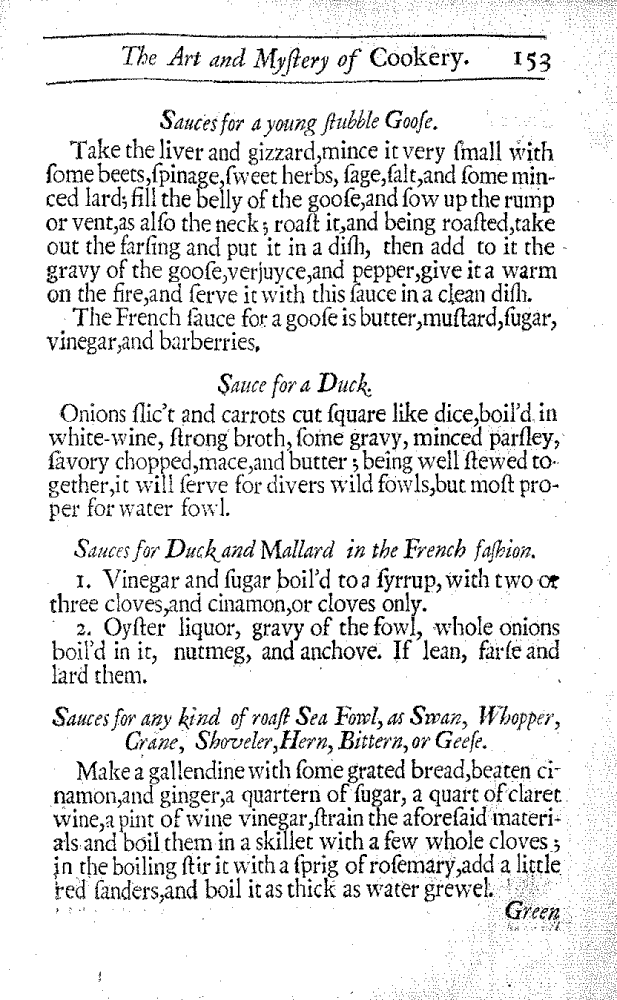 The Art and Myſtery of Cookery. 153
Sauces for a young ſtubble Gooſe.
Take the liver and gizzard,mince it very ſmall with
ſome beets,ſpinage,ſweet herbs, ſage,ſalt,and ſome min-
ced lard; fill the belly of the gooſe,and ſow up the rump
or vent,as alſo the neck; roaſt it,and being roaſted,take
out the farſing and put it in a diſh, then add to it the
gravy of the gooſe,verjuyce,and pepper,give it a warm
on the fire,and ſerve it with this ſauce in a clean diſh.
The French ſauce for a gooſe is butter,muſtard,ſugar,
vinegar,and barberries.
Sauce for a Duck.
Onions ſlic't and carrots cut ſquare like dice,boil'd in
white-wine, ſtrong broth, ſome gravy, minced parſley,
ſavory chopped,mace,and butter; being well ſtewed to-
gether,it will ſerve for divers wild fowls,but moſt pro-
per for water fowl.
Sauces for Duck and Mallard in the French faſhion.
1. Vinegar and ſugar boil'd to a ſyrrup, with two or
three cloves,and cinamon,or cloves only.
2. Oyſter liquor, gravy of the fowl, whole onions
boil'd in it, nutmeg, and anchove. If lean, farſe and
lard them.
Sauces for any kind of roaſt Sea Fowl, as Swan, Whopper,
Crane, Shoveler,Hern, Bittern, or Geeſe.
Make a gallendine with ſome grated bread,beaten ci-
namon,and ginger,a quartern of ſugar, a quart of claret
wine,a pint of wine vinegar,ſtrain the aforeſaid materi-
als and boil them in a skillet with a few whole cloves;
in the boiling ſtir it with a ſprig of roſemary,add a little
red ſanders,and boil it as thick as water grewel.
Green